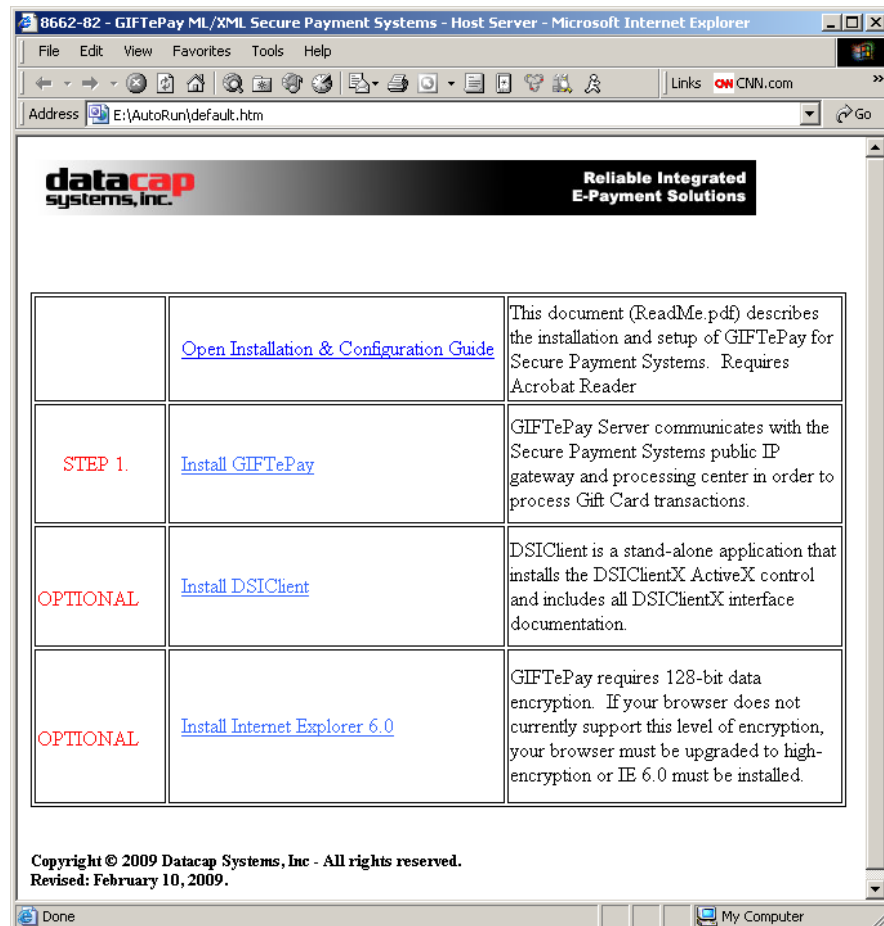 8662-82 - GIFTePay ML/XML Secure Payment Systems - Host Server - Microsoft Internet Explorer
File Edit View Favorites Tools Help
Links CNN CNN.com »
Address E:\AutoRun\default.htm Go
datacap
systems, inc.
Reliable Integrated
E-Payment Solutions
Open Installation & Configuration Guide
This document (ReadMe.pdf) describes
the installation and setup of GIFTePay for
Secure Payment Systems. Requires
Acrobat Reader
STEP 1.
Install GIFTePay
GIFTePay Server communicates with the
Secure Payment Systems public IP
gateway and processing center in order to
process Gift Card transactions.
OPTIONAL
Install DSIClient
DSIClient is a stand-alone application that
installs the DSIClientX ActiveX control
and includes all DSIClientX interface
documentation.
OPTIONAL
Install Internet Explorer 6.0
GIFTePay requires 128-bit data
encryption. If your browser does not
currently support this level of encryption,
your browser must be upgraded to high-
encryption or IE 6.0 must be installed.
Copyright © 2009 Datacap Systems, Inc - All rights reserved.
Revised: February 10, 2009.
Done My Computer